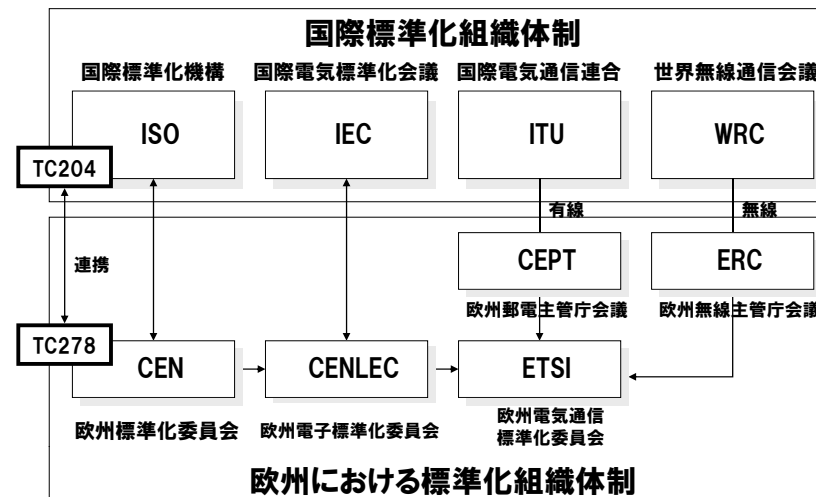 国際標準化組織体制
国際標準化機構
国際電気標準化会議
国際電気通信連合
世界無線通信会議
ISO
IEC
ITU
WRC
TC204
有線
無線
連携
CEPT
ERC
欧州郵電主管庁会議
欧州無線主管庁会議
TC278
CEN
CENLEC
ETSI
欧州標準化委員会
欧州電子標準化委員会
欧州電気通信
標準化委員会
欧州における標準化組織体制